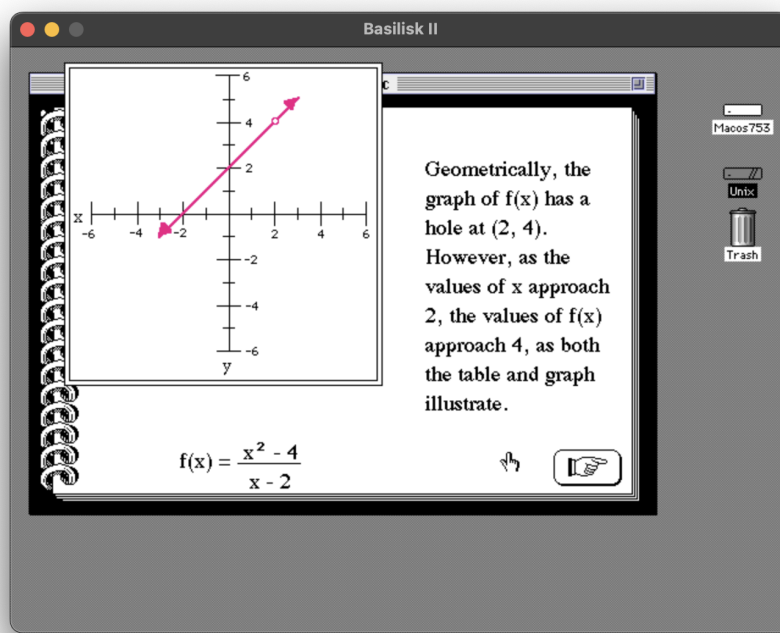 Basilisk II
c
6
4
2
x
-6
-4
-2
2
4
6
-2
-4
-6
y
Geometrically, the
graph of f(x) has a
hole at (2, 4).
However, as the
values of x approach
2, the values of f(x)
approach 4, as both
the table and graph
illustrate.
f(x) = x² - 4
x - 2
Macos753
Unix
Trash